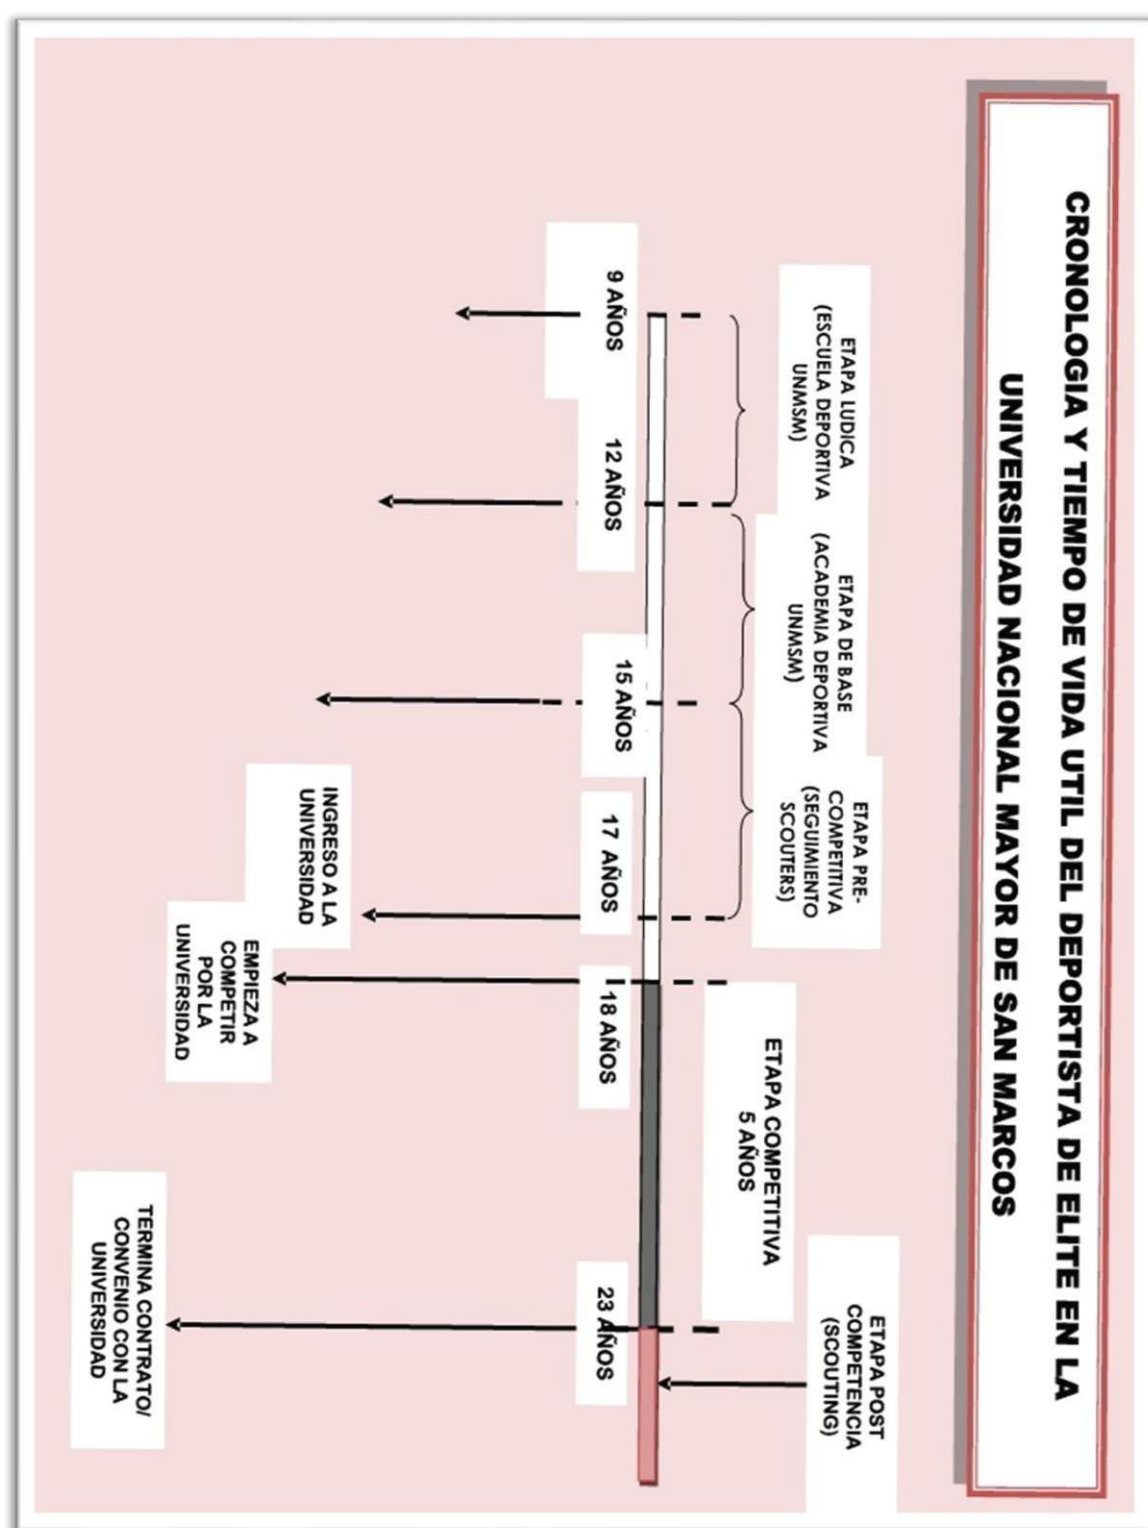 CRONOLOGIA Y TIEMPO DE VIDA UTIL DEL DEPORTISTA DE ELITE EN LA
UNIVERSIDAD NACIONAL MAYOR DE SAN MARCOS
ETAPA LUDICA
(ESCUELA DEPORTIVA
UNMSM)
ETAPA DE BASE
(ACADEMIA DEPORTIVA
UNMSM)
ETAPA PRE-
COMPETITIVA
(SEGUIMIENTO
SCOUTERS)
ETAPA COMPETITIVA
5 AÑOS
ETAPA POST
COMPETENCIA
(SCOUTING)
9 AÑOS
12 AÑOS
15 AÑOS
17 AÑOS
18 AÑOS
23 AÑOS
INGRESO A LA
UNIVERSIDAD
EMPIEZA A
COMPETIR
POR LA
UNIVERSIDAD
TERMINA CONTRATO/
CONVENIO CON LA
UNIVERSIDAD